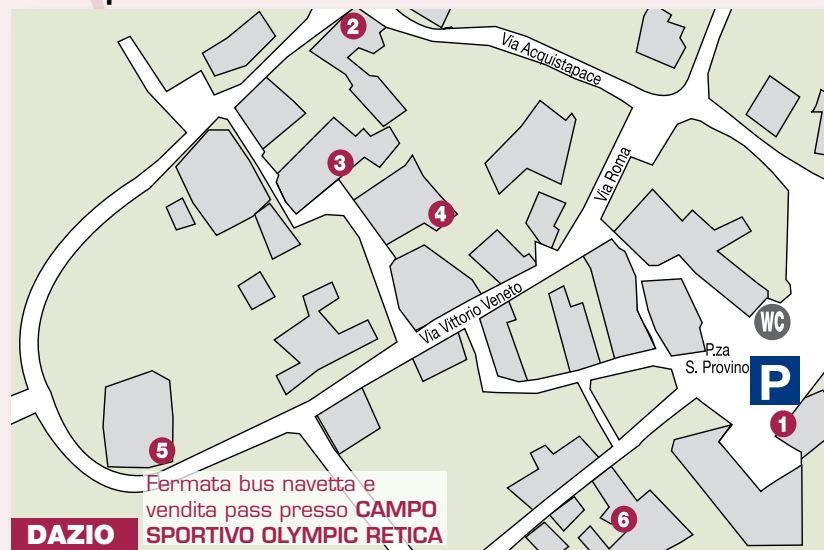 2
Via Acquistapace
3
Via Roma
4
Via Vittorio Veneto
WC
P.za
S. Provino
P
1
5
Fermata bus navetta e
vendita pass presso CAMPO
SPORTIVO OLYMPIC RETICA
DAZIO
6